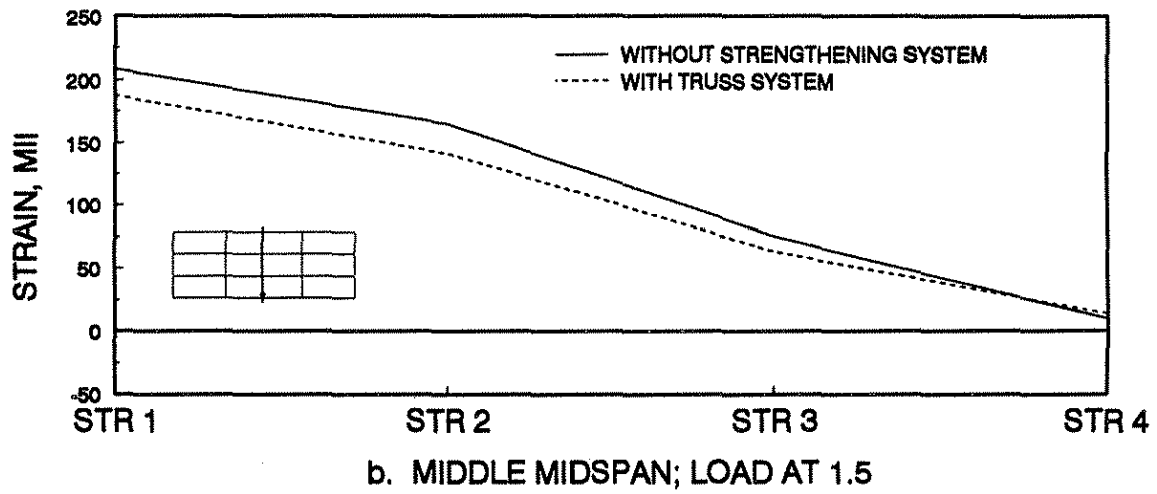 250
200
150
100
50
0
-50
STRAIN, MII
WITHOUT STRENGTHENING SYSTEM
WITH TRUSS SYSTEM
STR 1 STR 2 STR 3 STR 4
b. MIDDLE MIDSPAN; LOAD AT 1.5